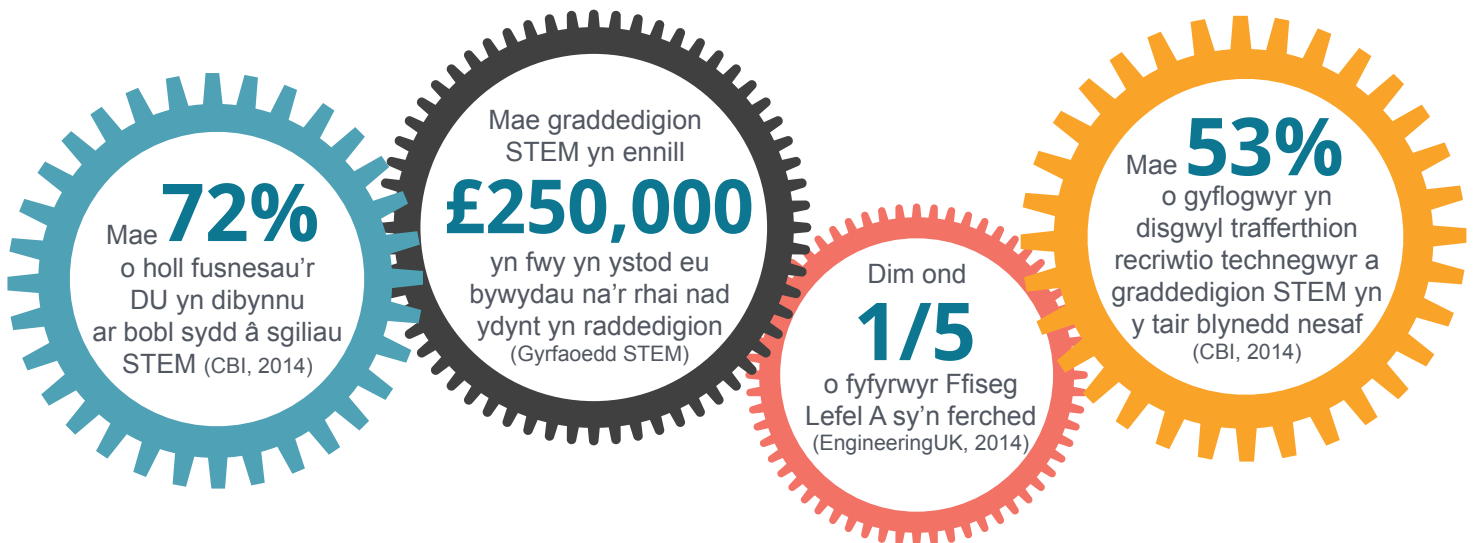 Mae 72%
o holl fusnesau'r
DU yn dibynnu
ar bobl sydd â sgiliau
STEM (CBI, 2014)
Mae graddedigion
STEM yn ennill
£250,000
yn fwy yn ystod eu
bywydau na'r rhai nad
ydynt yn raddedigion
(Gyrfaoedd STEM)
Dim ond
1/5
o fyfyrwyr Ffiseg
Lefel A sy'n ferched
(EngineeringUK, 2014)
Mae 53%
o gyflogwyr yn
disgwyl trafferthion
recriwtio technegwyr a
graddedigion STEM yn
y tair blynedd nesaf
(CBI, 2014)